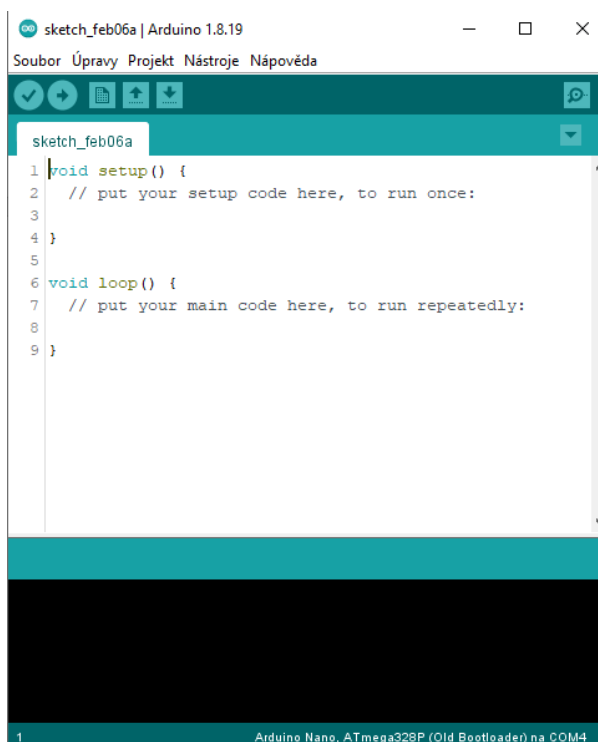 sketch_feb06a | Arduino 1.8.19
Soubor Úpravy Projekt Nástroje Nápověda
sketch_feb06a
1 void setup() {
2 // put your setup code here, to run once:
3
4 }
5
6 void loop() {
7 // put your main code here, to run repeatedly:
8
9 }
1 Arduino Nano, ATmega328P (Old Bootloader) na COM4